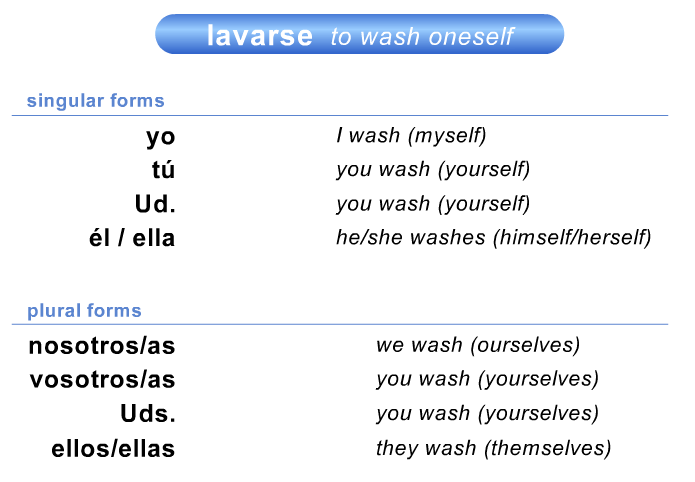 lavarse to wash oneself
singular forms
yo I wash (myself)
tú you wash (yourself)
Ud. you wash (yourself)
él / ella he/she washes (himself/herself)
plural forms
nosotros/as we wash (ourselves)
vosotros/as you wash (yourselves)
Uds. you wash (yourselves)
ellos/ellas they wash (themselves)